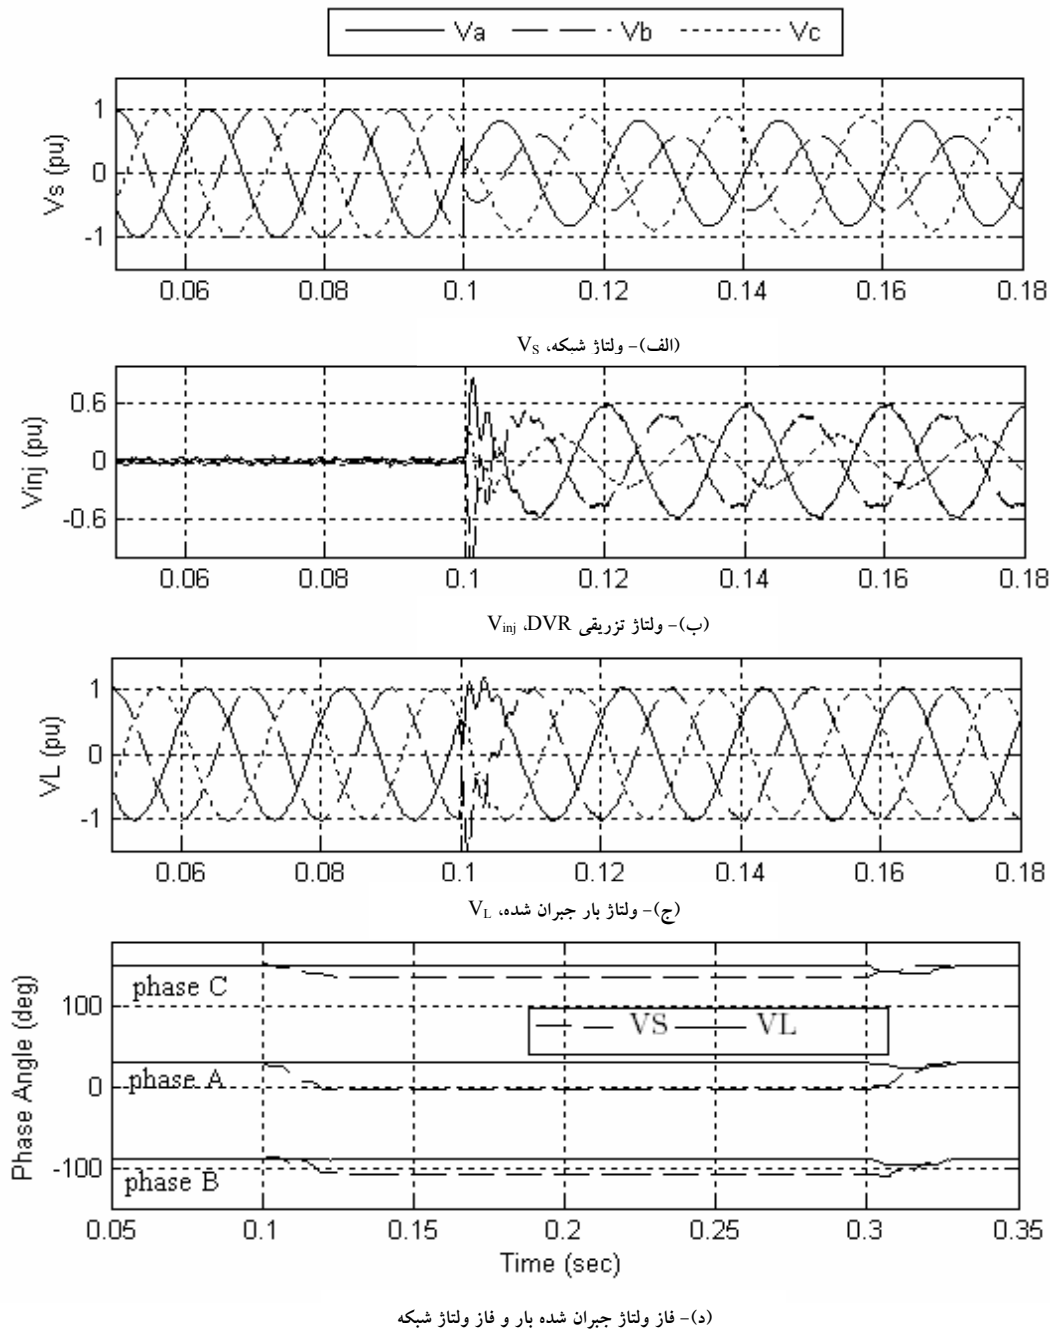 Va Vb Vc
Vs (pu)
1
0
-1
0.06 0.08 0.1 0.12 0.14 0.16 0.18
(الف)- ولتاژ شبکه، VS
Vinj (pu)
0.6
0
-0.6
0.06 0.08 0.1 0.12 0.14 0.16 0.18
(ب)- ولتاژ تزریقی DVR، Vinj
VL (pu)
1
0
-1
0.06 0.08 0.1 0.12 0.14 0.16 0.18
(ج)- ولتاژ بار جبران شده، VL
Phase Angle (deg)
phase C
100
VS VL
phase A
0
-100
phase B
0.05 0.1 0.15 0.2 0.25 0.3 0.35
Time (sec)
(د)- فاز ولتاژ جبران شده بار و فاز ولتاژ شبکه